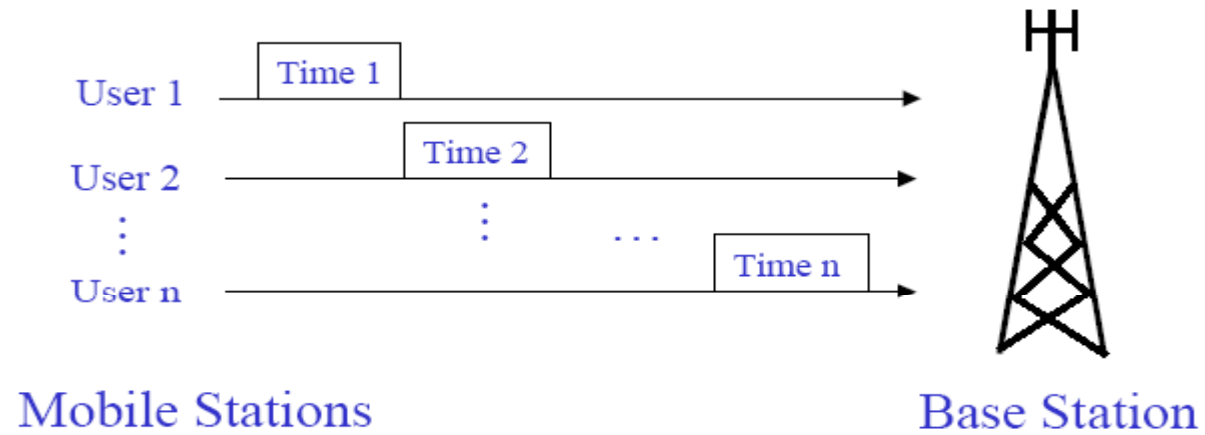 User 1
Time 1
User 2
Time 2
⋮
⋮
...
User n
Time n
Mobile Stations
Base Station